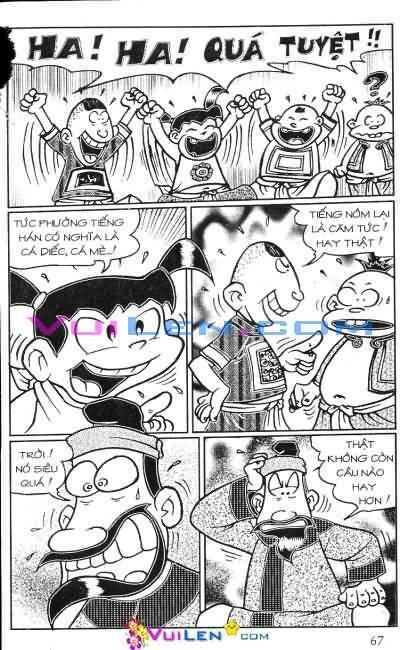 HA! HA! QUÁ TUYỆT!!
?
TỨC PHƯỜNG TIẾNG
HÁN CÓ NGHĨA LÀ
CÁ DIẾC, CÁ MÈ...!
TIẾNG NÔM LẠI
LÀ CĂM TỨC!
HAY THẬT!
VUILEN.COM
TRỜI!
NÓ SIÊU
QUÁ!
THẬT
KHÔNG CÒN
CÂU NÀO
HAY
HƠN!
67
VUILEN.COM